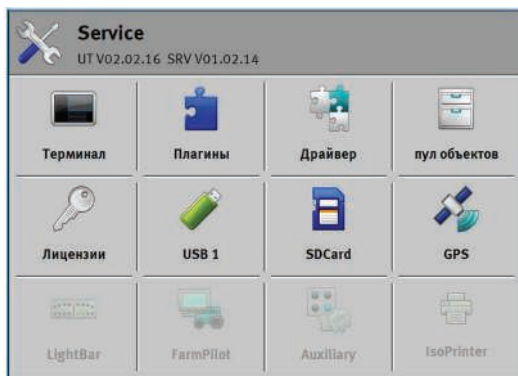 Service
UT V02.02.16 SRV V01.02.14
Терминал
Плагины
Драйвер
пул объектов
Лицензии
USB 1
SDCard
GPS
LightBar
FarmPilot
Auxiliary
IsoPrinter